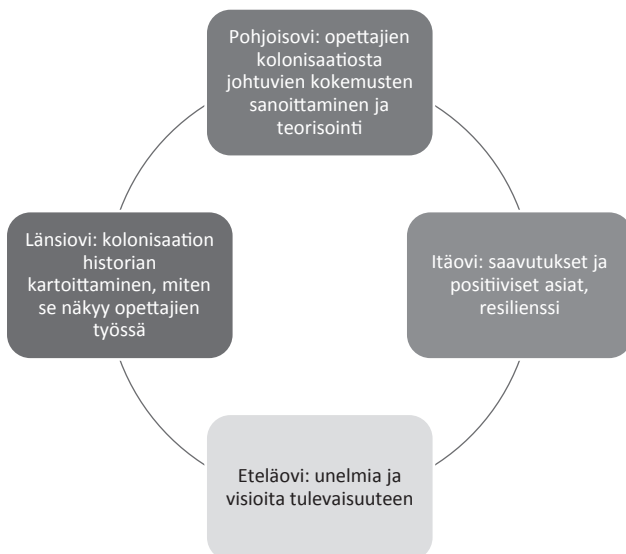 Pohjoisovi: opettajien
kolonisaatiosta
johtuvien kokemusten
sanoittaminen ja
teorisointi
Länsiovi: kolonisaation
historian
kartoittaminen, miten
se näkyy opettajien
työssä
Itäovi: saavutukset ja
positiiviset asiat,
resilienssi
Eteläovi: unelmia ja
visioita tulevaisuuteen